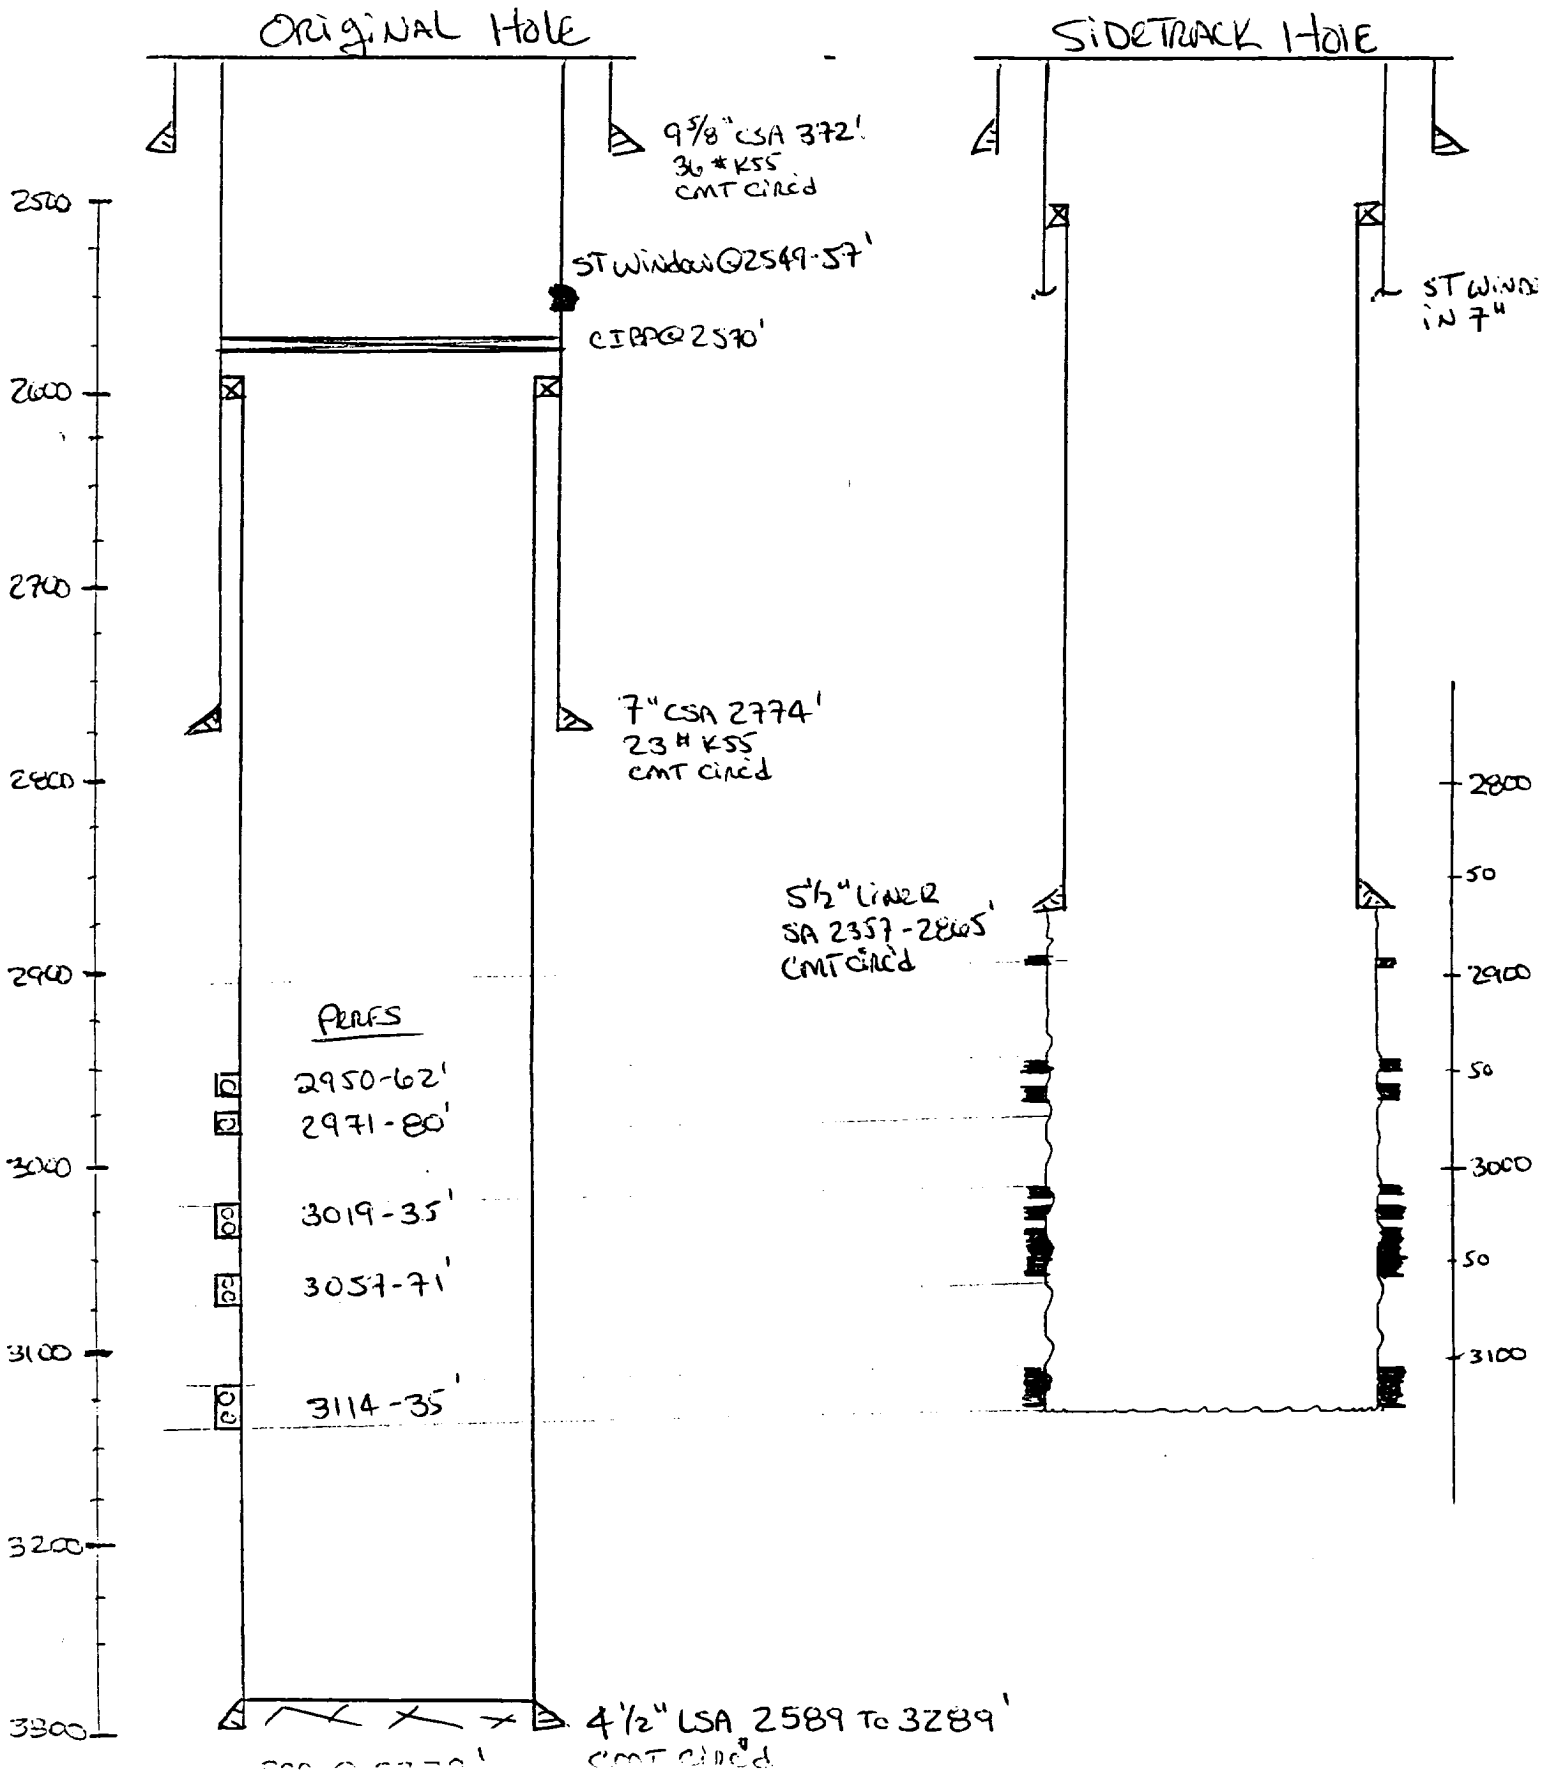 ORIGINAL HOLE
SIDETRACK HOLE
9 5/8" CSA 372'
36 # K55
CMT CIRC'd
2500
ST WINDOW @ 2549-57'
CIBP @ 2570'
ST WINDO
IN 7"
2600
2700
7" CSA 2774'
23 # K55
CMT CIRC'd
2800
2800
50
5 1/2" LINER
SA 2357-2865'
CMT CIRC'd
2900
2900
PERFS
2950-62'
50
2971-80'
3000
3000
3019-35'
3057-71'
50
3100
3100
3114-35'
3200
3300
4 1/2" LSA 2589 TO 3289'
CMT CIRC'd